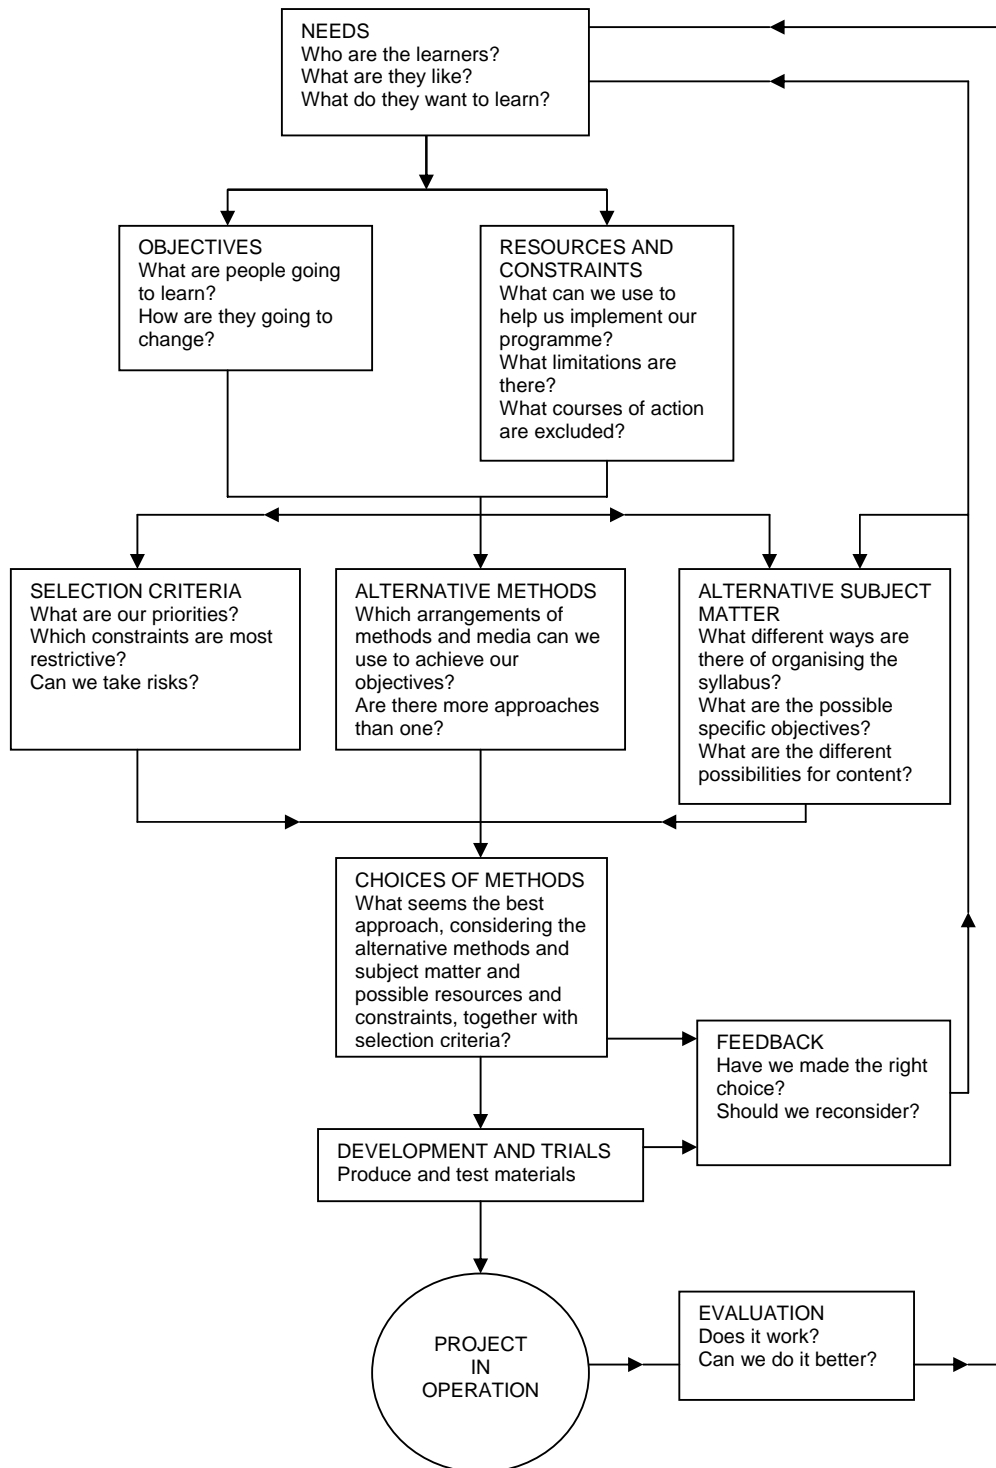 NEEDS
Who are the learners?
What are they like?
What do they want to learn?
OBJECTIVES
What are people going
to learn?
How are they going to
change?
RESOURCES AND
CONSTRAINTS
What can we use to
help us implement our
programme?
What limitations are
there?
What courses of action
are excluded?
SELECTION CRITERIA
What are our priorities?
Which constraints are most
restrictive?
Can we take risks?
ALTERNATIVE METHODS
Which arrangements of
methods and media can we
use to achieve our
objectives?
Are there more approaches
than one?
ALTERNATIVE SUBJECT
MATTER
What different ways are
there of organising the
syllabus?
What are the possible
specific objectives?
What are the different
possibilities for content?
CHOICES OF METHODS
What seems the best
approach, considering the
alternative methods and
subject matter and
possible resources and
constraints, together with
selection criteria?
FEEDBACK
Have we made the right
choice?
Should we reconsider?
DEVELOPMENT AND TRIALS
Produce and test materials
PROJECT
IN
OPERATION
EVALUATION
Does it work?
Can we do it better?